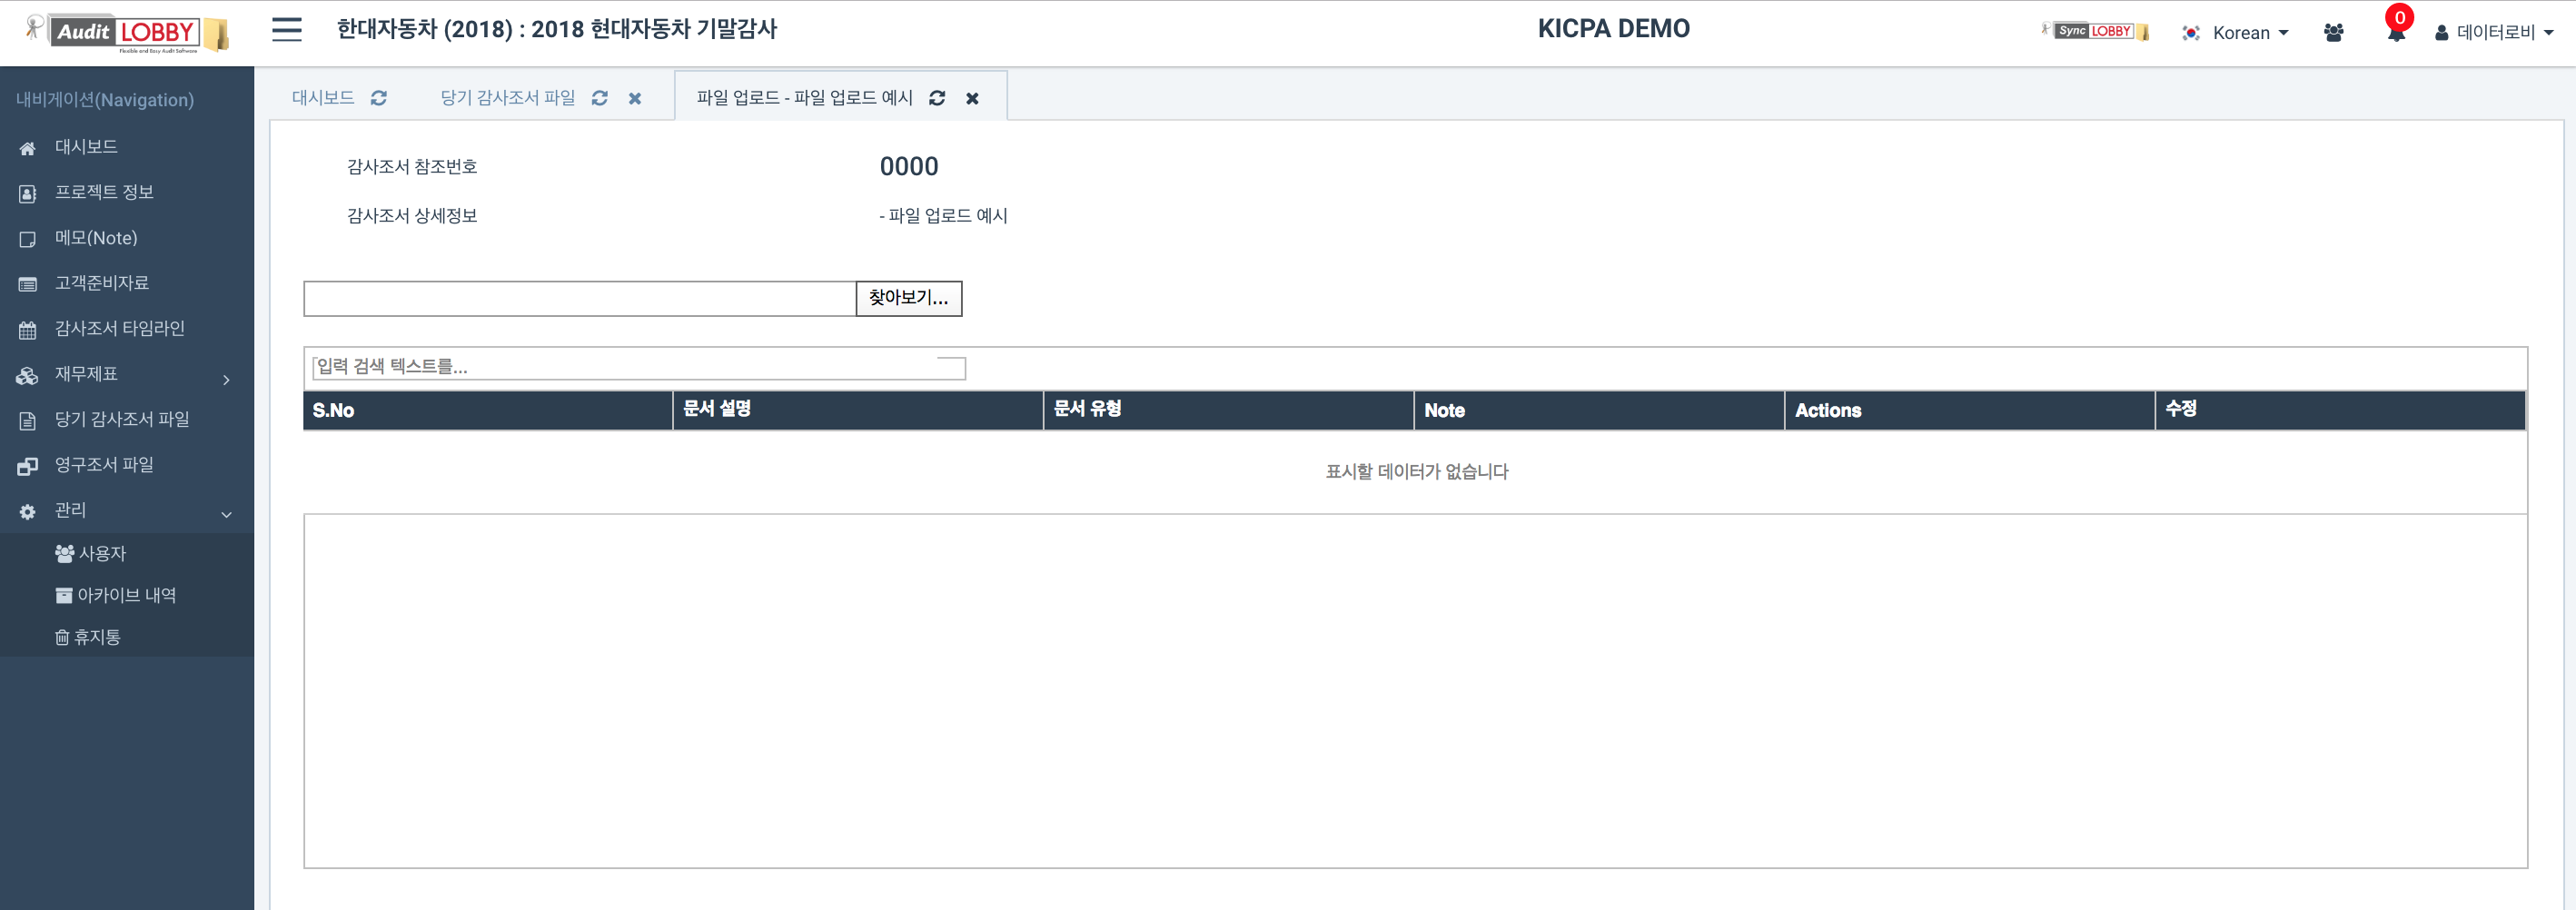 Audit LOBBY
Flexible and Easy Audit Software
한대자동차 (2018) : 2018 현대자동차 기말감사
KICPA DEMO
Sync LOBBY
Korean
0
데이터로비
내비게이션(Navigation)
대시보드
프로젝트 정보
메모(Note)
고객준비자료
감사조서 타임라인
재무제표
당기 감사조서 파일
영구조서 파일
관리
사용자
아카이브 내역
휴지통
대시보드
당기 감사조서 파일
파일 업로드 - 파일 업로드 예시
감사조서 참조번호
0000
감사조서 상세정보
- 파일 업로드 예시
찾아보기...
입력 검색 텍스트를...
S.No
문서 설명
문서 유형
Note
Actions
수정
표시할 데이터가 없습니다